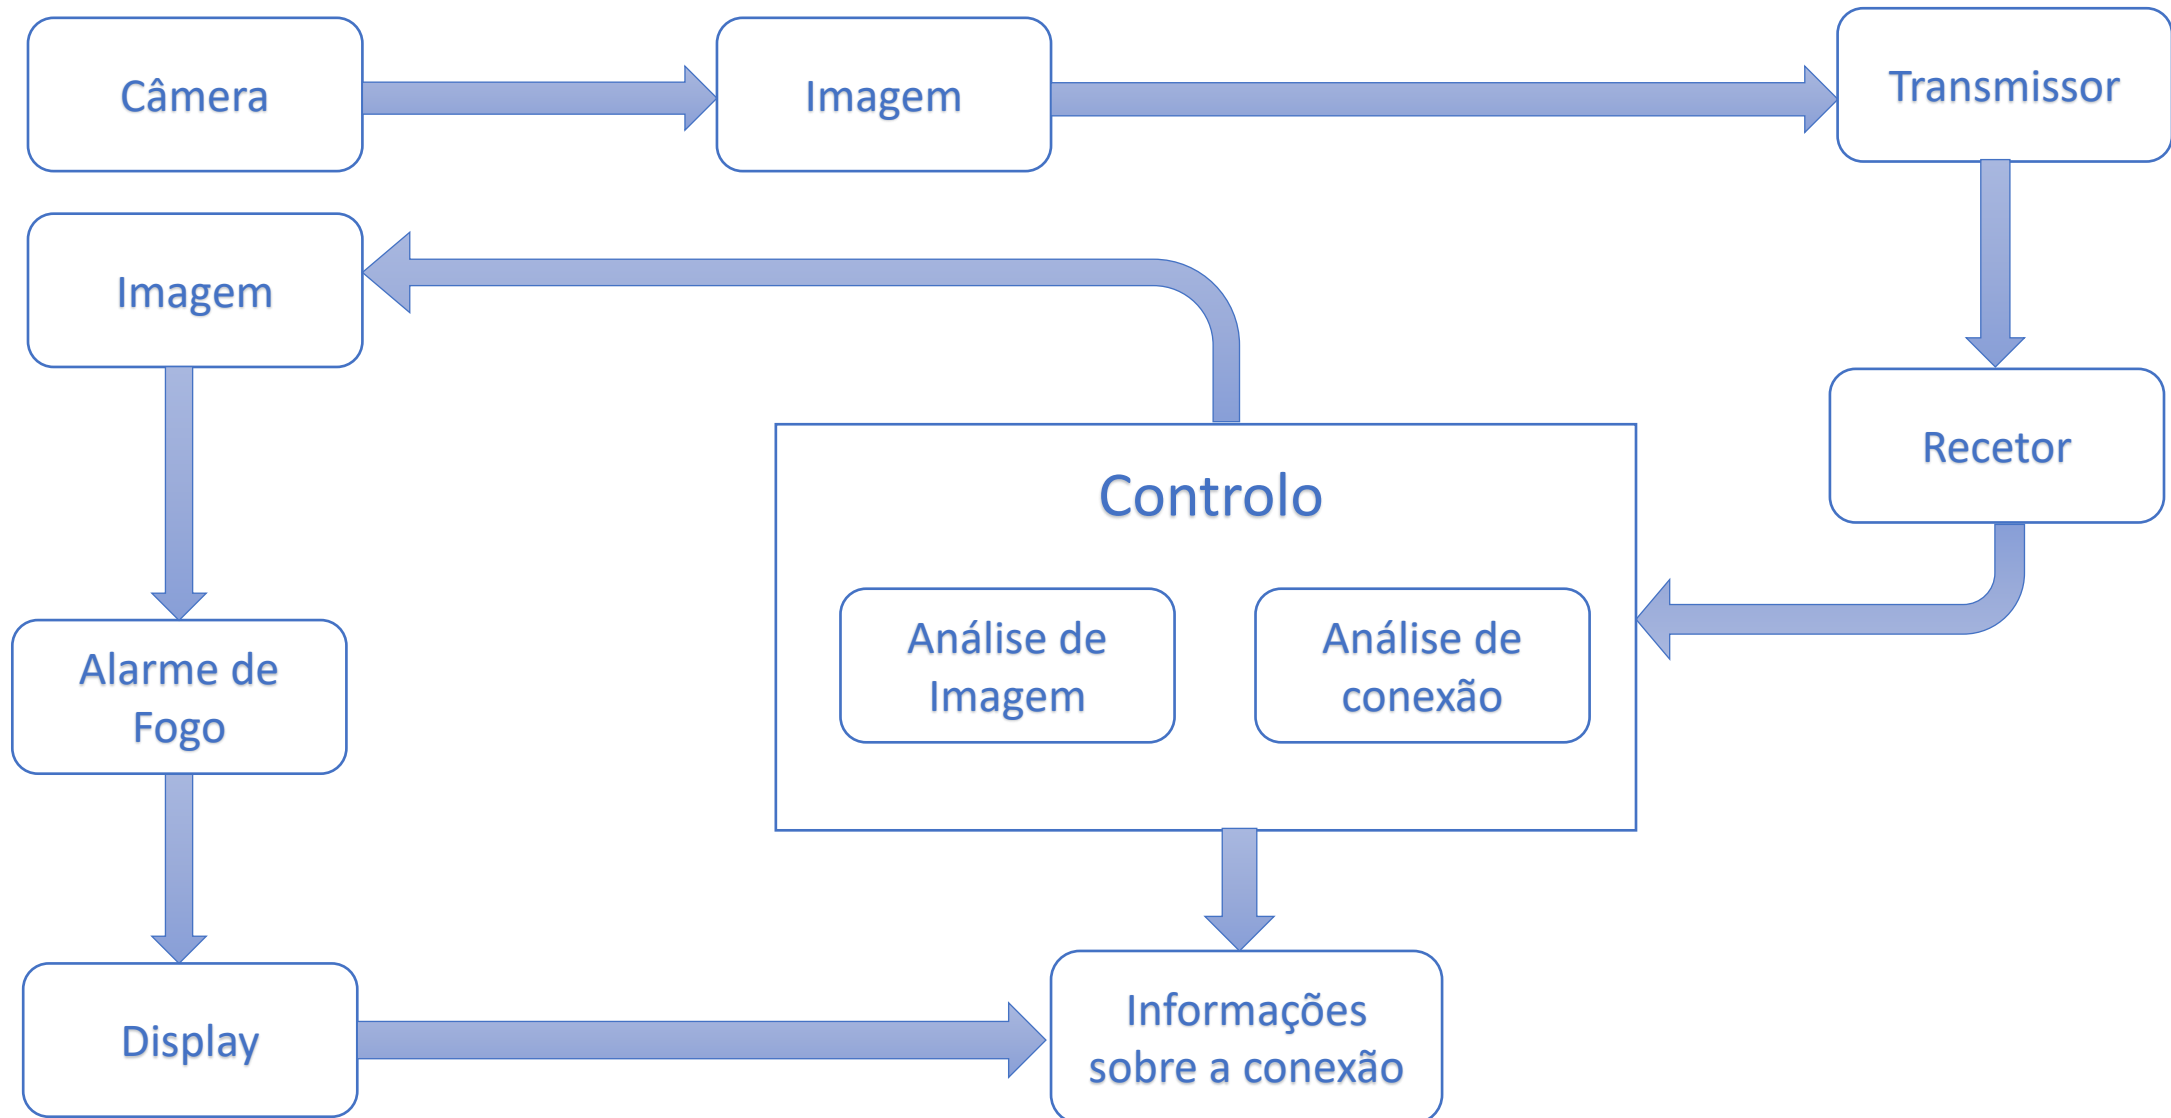 Câmera
Imagem
Transmissor
Imagem
Recetor
Controlo
Análise de
Imagem
Análise de
conexão
Alarme de
Fogo
Display
Informações
sobre a conexão